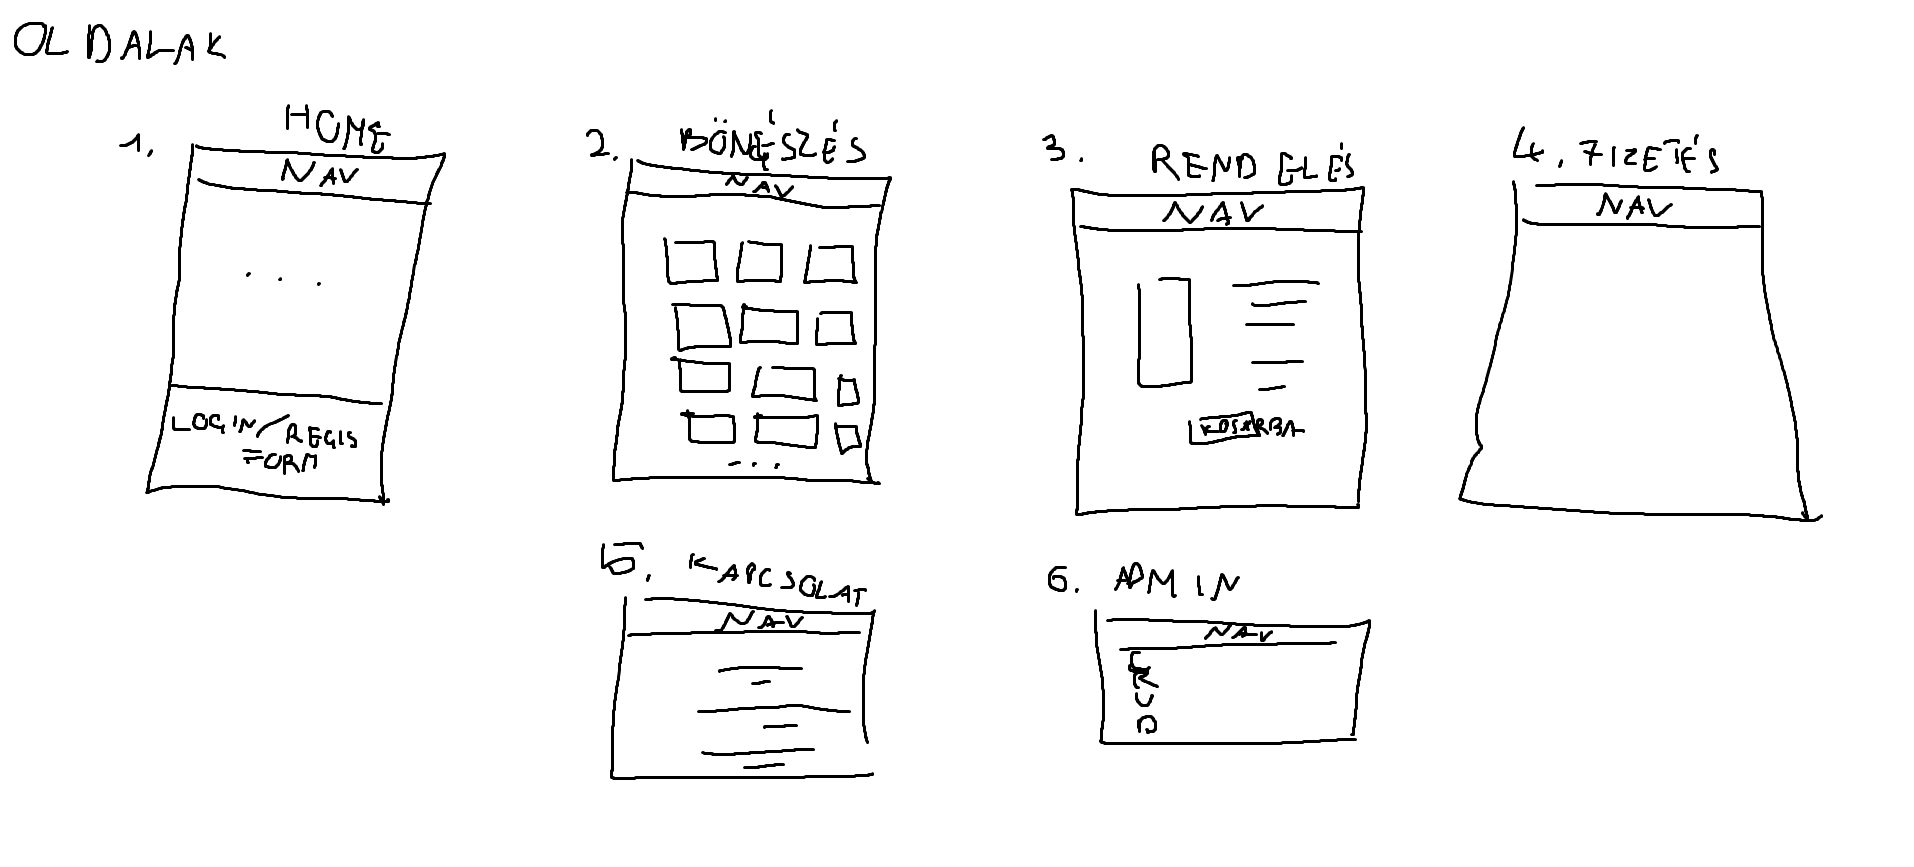 OLDALAK
1. HOME
NAV
. . .
LOGIN/REGIS
FORM
2. BÖNGÉSZÉS
NAV
...
3. RENDELÉS
NAV
KOSARBA
4. FIZETÉS
NAV
5. KAPCSOLAT
NAV
6. ADMIN
NAV
C
R
U
D